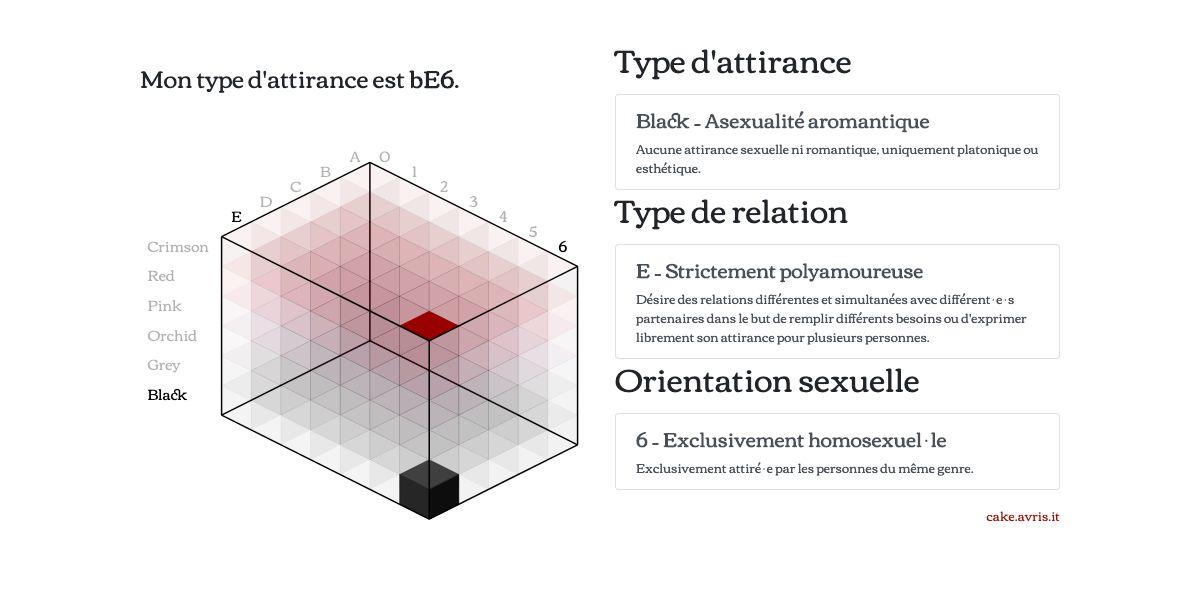 Mon type d'attirance est bE6.
A O
B 1
C 2
D 3
E 4
5
6
Crimson
Red
Pink
Orchid
Grey
Black
Type d'attirance
Black - Asexualité aromantique
Aucune attirance sexuelle ni romantique, uniquement platonique ou
esthétique.
Type de relation
E - Strictement polyamoureuse
Désire des relations différentes et simultanées avec différent·e·s
partenaires dans le but de remplir différents besoins ou d'exprimer
librement son attirance pour plusieurs personnes.
Orientation sexuelle
6 - Exclusivement homosexuel·le
Exclusivement attiré·e par les personnes du même genre.
cake.avris.it